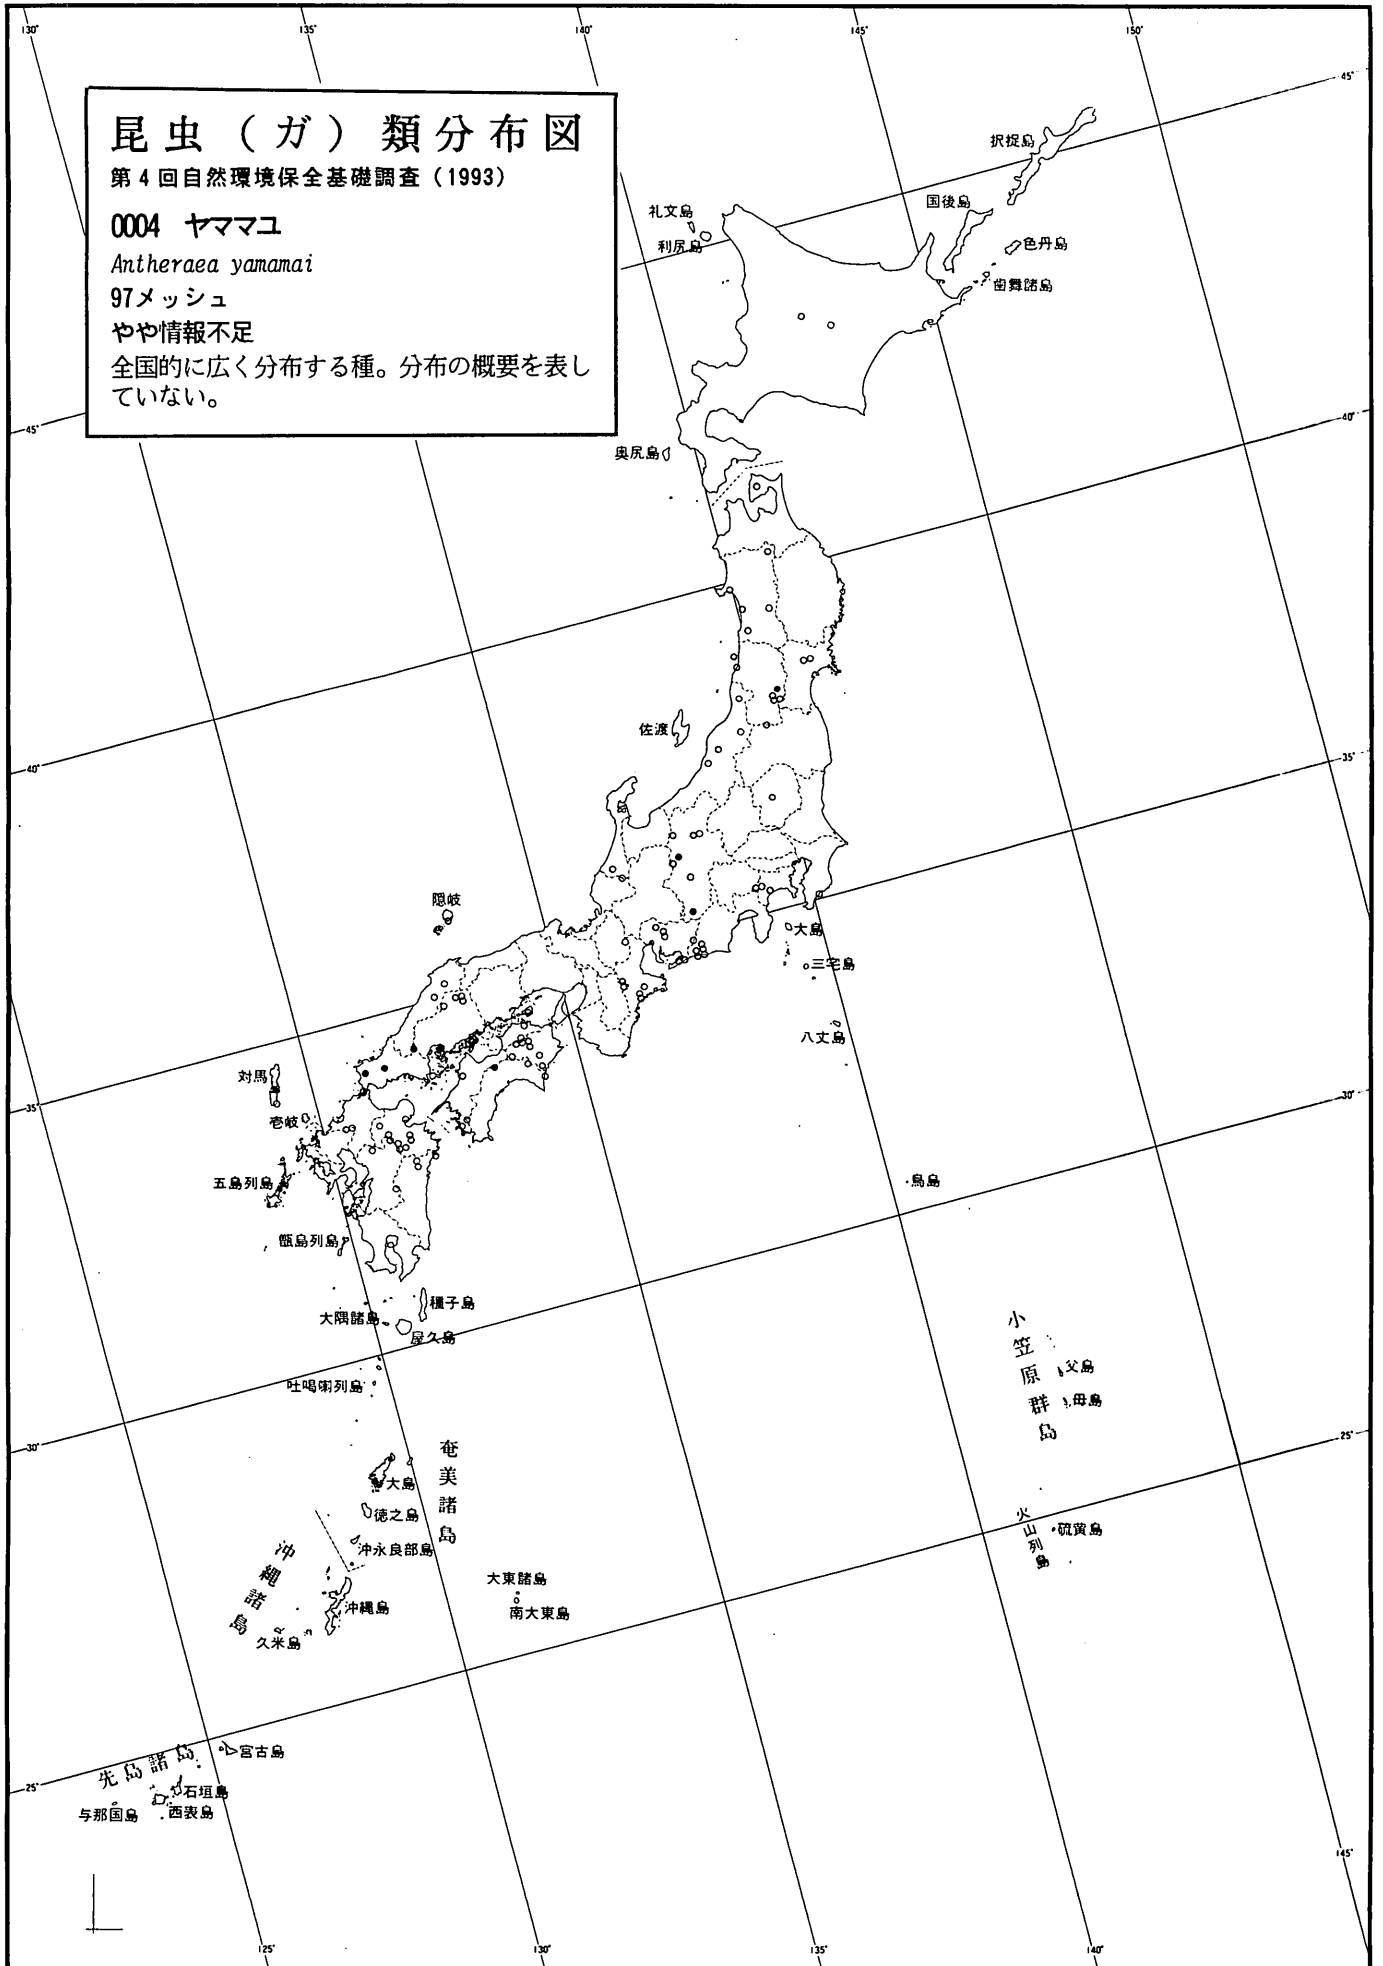 130°
135°
140°
145°
150°
45°
昆虫（ガ）類分布図
第4回自然環境保全基礎調査（1993）
0004 ヤママユ
Antheraea yamamai
97メッシュ
やや情報不足
全国的に広く分布する種。分布の概要を表し
ていない。
択捉島
国後島
色丹島
歯舞諸島
礼文島
利尻島
奥尻島
45°
40°
佐渡
40°
35°
隠岐
大島
三宅島
八丈島
対馬
壱岐
35°
30°
五島列島
鳥島
甑島列島
種子島
大隅諸島
屋久島
吐噶喇列島
小笠原群島
父島
母島
30°
25°
奄美諸島
大島
徳之島
沖永良部島
沖縄諸島
沖縄島
久米島
大東諸島
南大東島
火山列島
硫黄島
先島諸島
宮古島
石垣島
西表島
与那国島
25°
145°
125°
130°
135°
140°